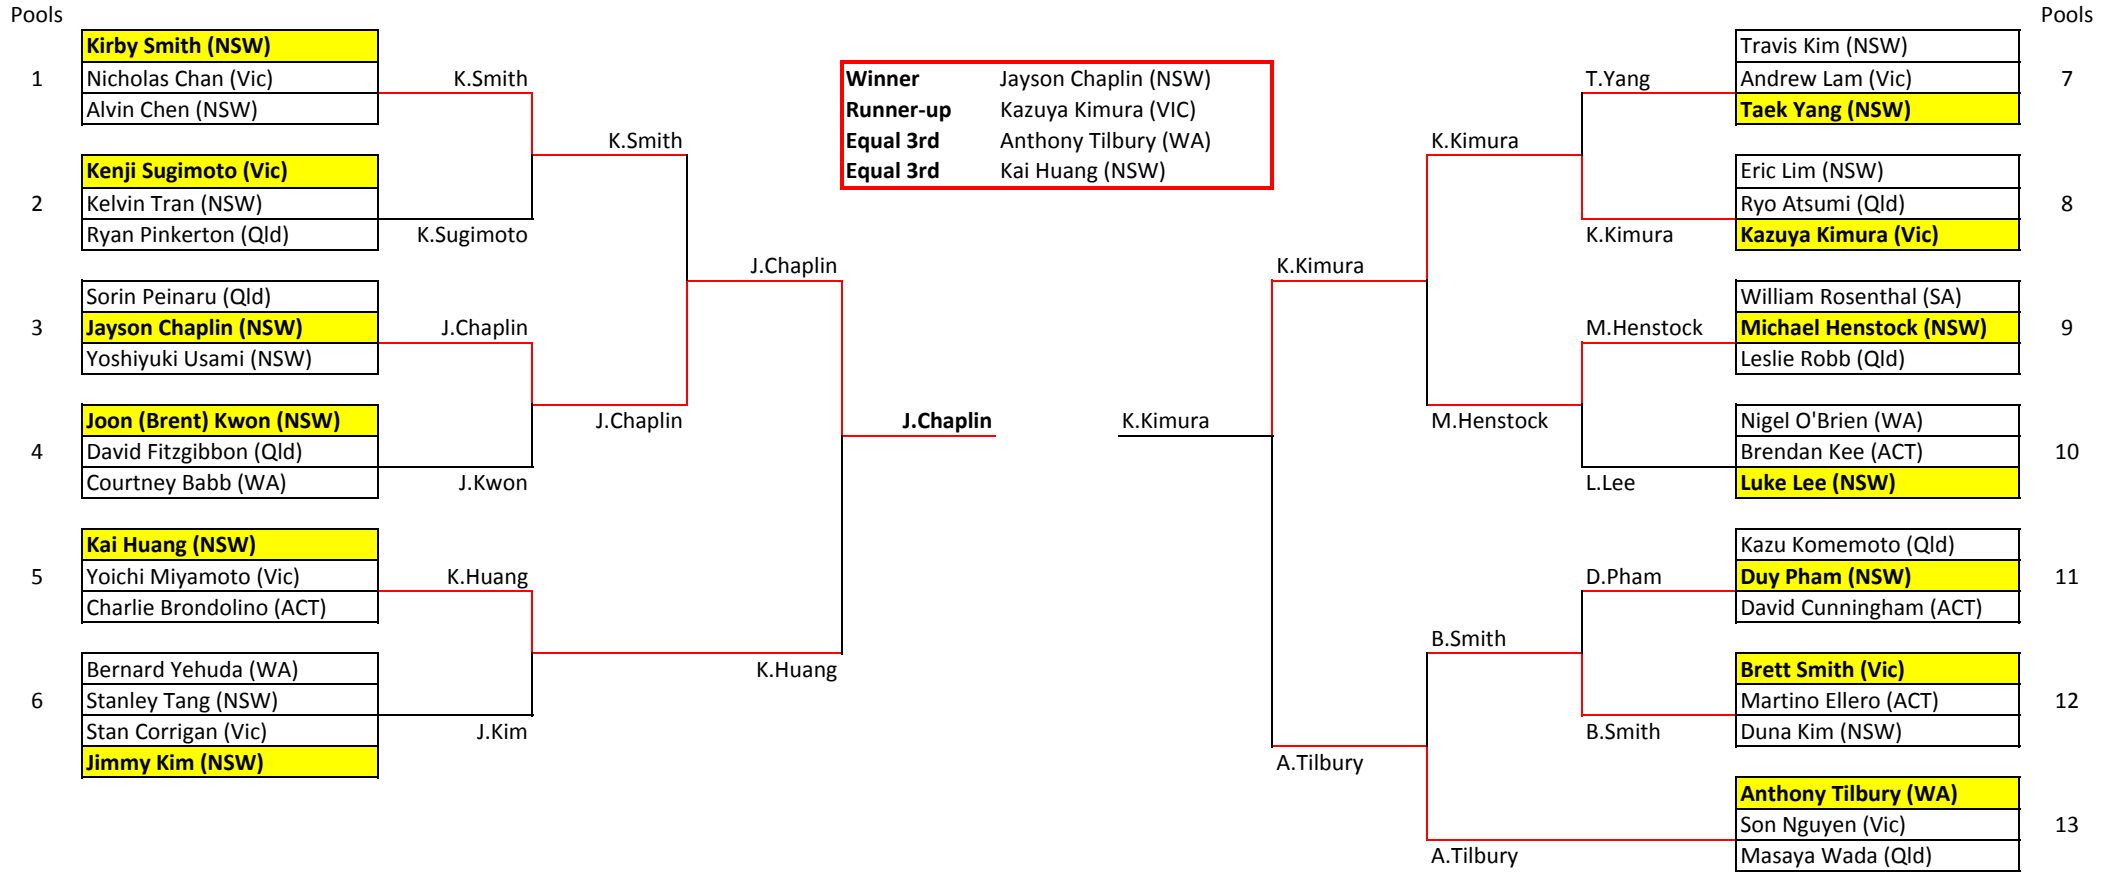 Pools
Pools
Kirby Smith (NSW)
1
Nicholas Chan (Vic)
Alvin Chen (NSW)
K.Smith
Kenji Sugimoto (Vic)
2
Kelvin Tran (NSW)
Ryan Pinkerton (Qld)
K.Sugimoto
K.Smith
Sorin Peinaru (Qld)
3
Jayson Chaplin (NSW)
Yoshiyuki Usami (NSW)
J.Chaplin
Joon (Brent) Kwon (NSW)
4
David Fitzgibbon (Qld)
Courtney Babb (WA)
J.Kwon
J.Chaplin
J.Chaplin
Kai Huang (NSW)
5
Yoichi Miyamoto (Vic)
Charlie Brondolino (ACT)
K.Huang
Bernard Yehuda (WA)
6
Stanley Tang (NSW)
Stan Corrigan (Vic)
Jimmy Kim (NSW)
J.Kim
K.Huang
J.Chaplin
Winner Jayson Chaplin (NSW)
Runner-up Kazuya Kimura (VIC)
Equal 3rd Anthony Tilbury (WA)
Equal 3rd Kai Huang (NSW)
K.Kimura
K.Kimura
A.Tilbury
K.Kimura
M.Henstock
B.Smith
A.Tilbury
T.Yang
Travis Kim (NSW)
Andrew Lam (Vic)
7
Taek Yang (NSW)
Eric Lim (NSW)
Ryo Atsumi (Qld)
8
K.Kimura
Kazuya Kimura (Vic)
William Rosenthal (SA)
M.Henstock
Michael Henstock (NSW)
9
Leslie Robb (Qld)
Nigel O'Brien (WA)
Brendan Kee (ACT)
10
L.Lee
Luke Lee (NSW)
Kazu Komemoto (Qld)
D.Pham
Duy Pham (NSW)
11
David Cunningham (ACT)
Brett Smith (Vic)
Martino Ellero (ACT)
12
B.Smith
Duna Kim (NSW)
Anthony Tilbury (WA)
Son Nguyen (Vic)
13
Masaya Wada (Qld)